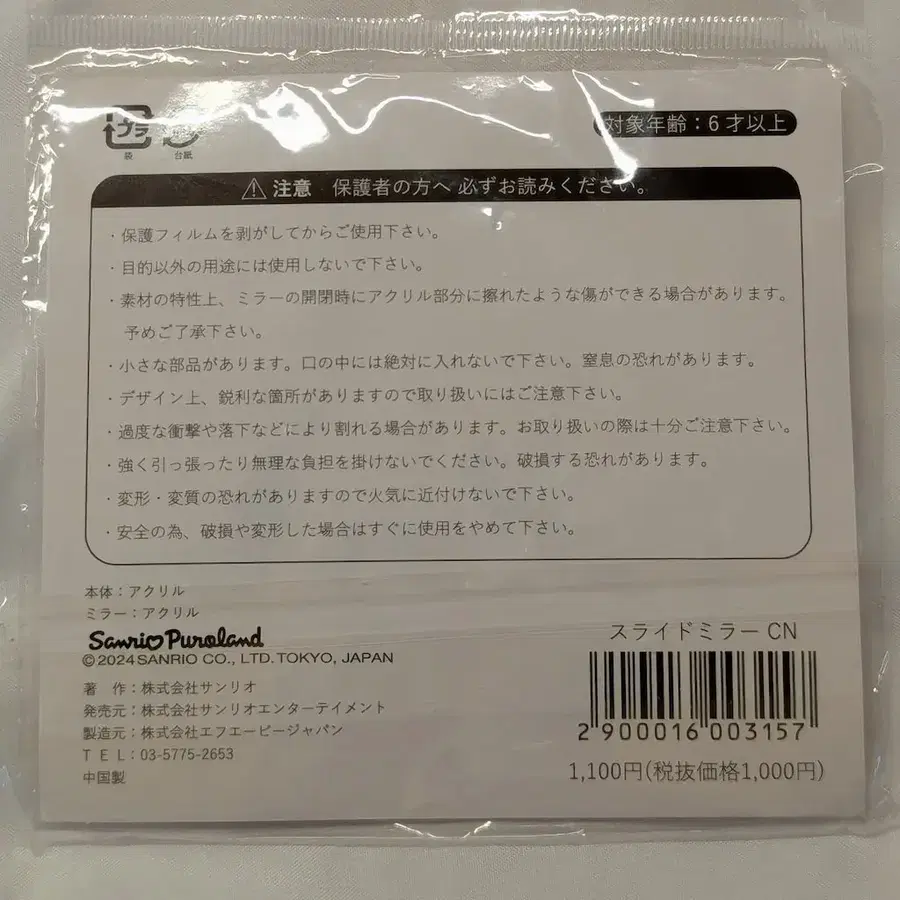 プラ
袋
台紙
対象年齢：6才以上
注意 保護者の方へ 必ずお読みください。
・保護フィルムを剥がしてからご使用下さい。
・目的以外の用途には使用しないで下さい。
・素材の特性上、ミラーの開閉時にアクリル部分に擦れたような傷ができる場合があります。
予めご了承下さい。
・小さな部品があります。口の中には絶対に入れないで下さい。窒息の恐れがあります。
・デザイン上、鋭利な箇所がありますので取り扱いにはご注意下さい。
・過度な衝撃や落下などにより割れる場合があります。お取り扱いの際は十分ご注意下さい。
・強く引っ張ったり無理な負担を掛けないでください。破損する恐れがあります。
・変形・変質の恐れがありますので火気に近付けないで下さい。
・安全の為、破損や変形した場合はすぐに使用をやめて下さい。
本体：アクリル
ミラー：アクリル
Sanrio Puroland
©2024 SANRIO CO., LTD. TOKYO, JAPAN
著　作：株式会社サンリオ
発売元：株式会社サンリオエンターテイメント
製造元：株式会社エフエービージャパン
ＴＥＬ：03-5775-2653
中国製
スライドミラー CN
2900016003157
1,100円(税抜価格1,000円)